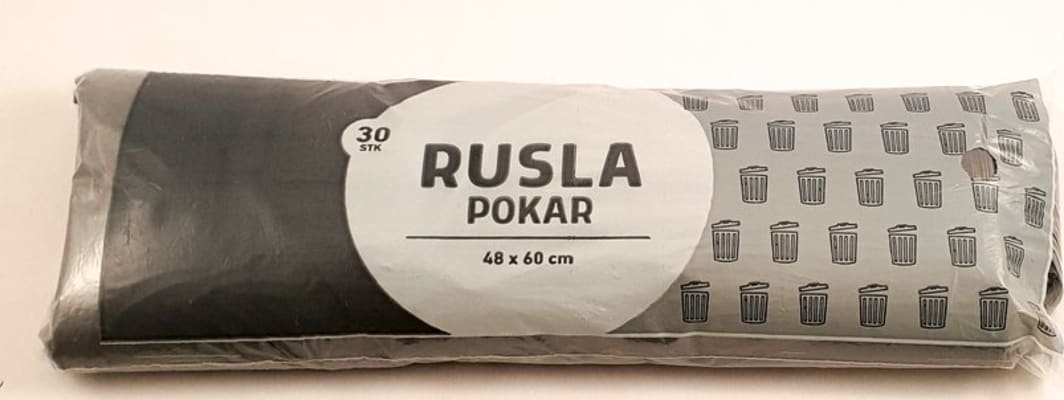 30
STK
RUSLA
POKAR
48 x 60 cm